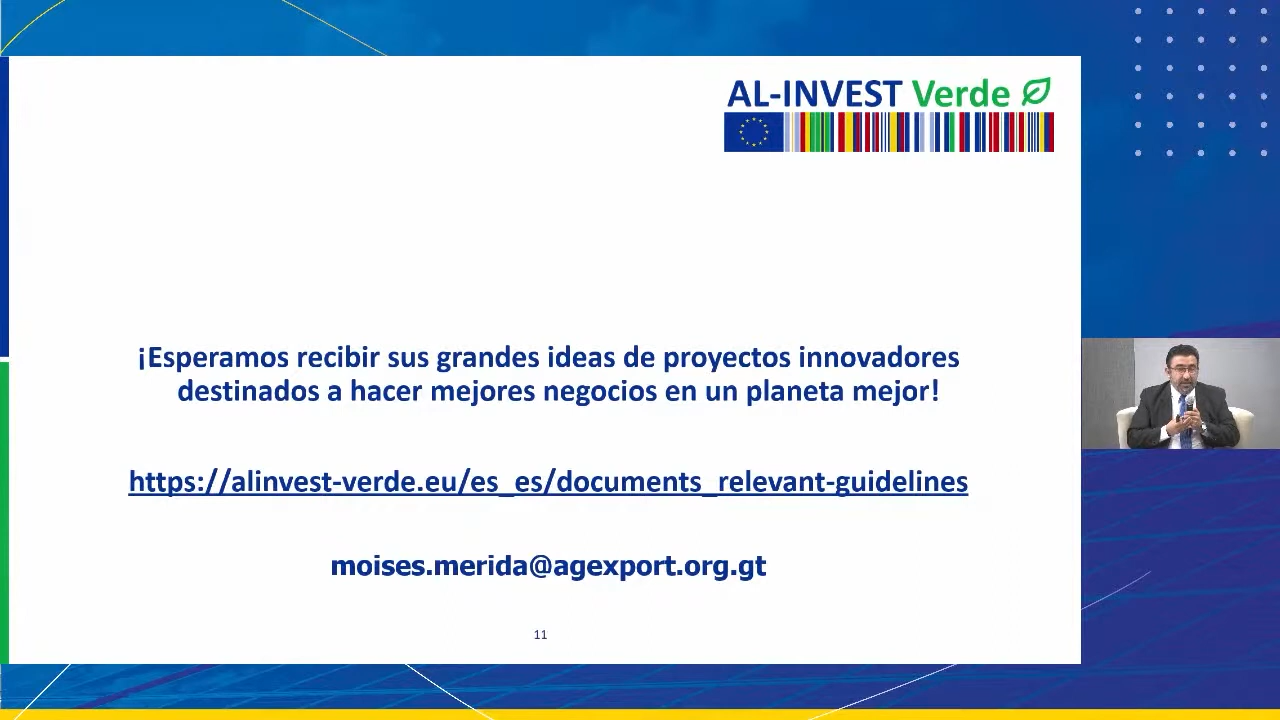 AL-INVEST Verde
¡Esperamos recibir sus grandes ideas de proyectos innovadores
destinados a hacer mejores negocios en un planeta mejor!
https://alinvest-verde.eu/es_es/documents_relevant-guidelines
moises.merida@agexport.org.gt
11